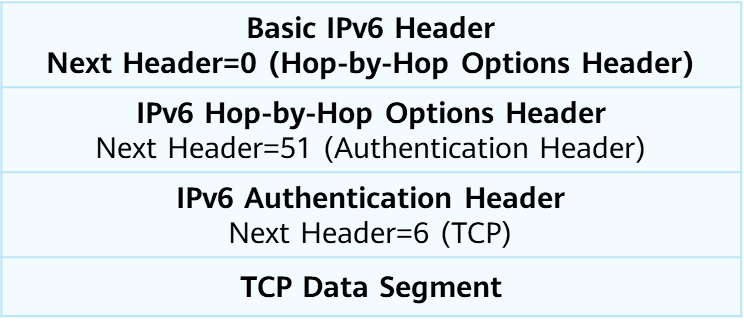 Basic IPv6 Header
Next Header=0 (Hop-by-Hop Options Header)
IPv6 Hop-by-Hop Options Header
Next Header=51 (Authentication Header)
IPv6 Authentication Header
Next Header=6 (TCP)
TCP Data Segment